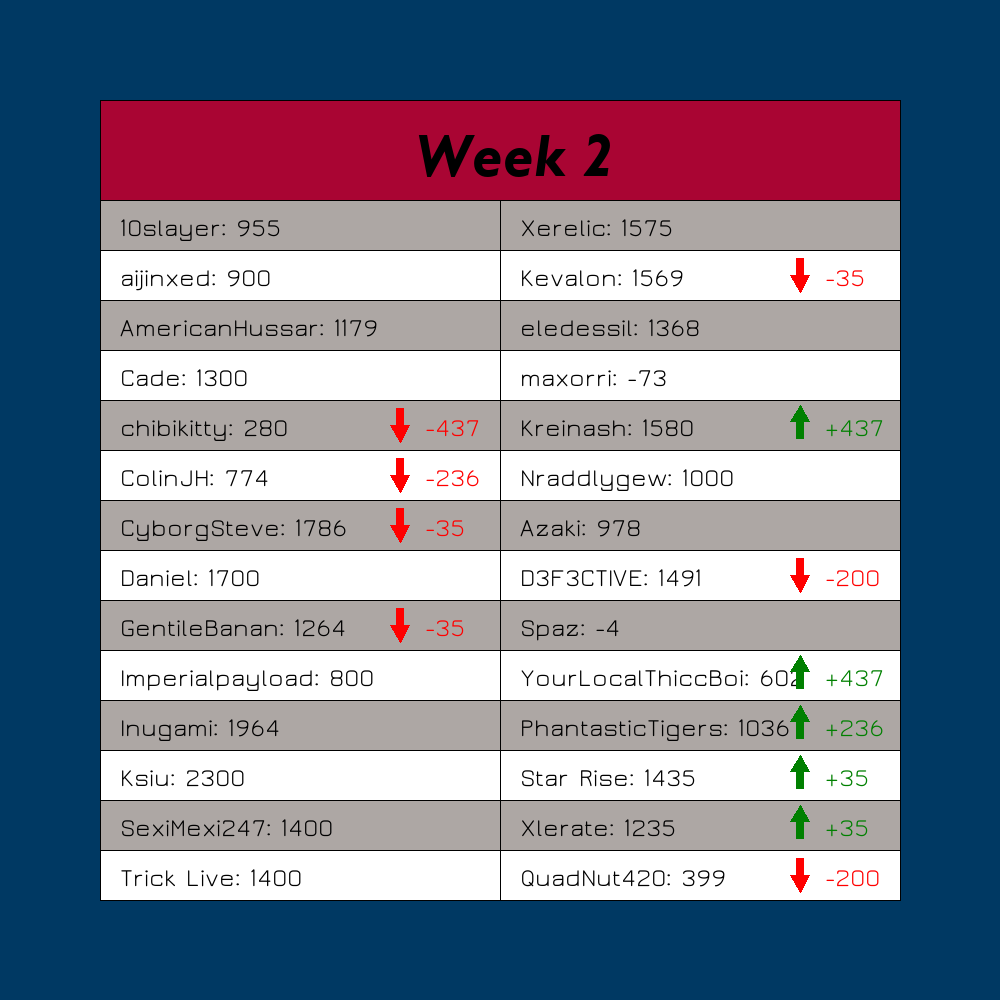 Week 2
10slayer: 955
Xerelic: 1575
aijinxed: 900
Kevalon: 1569 -35
AmericanHussar: 1179
eledessil: 1368
Cade: 1300
maxorri: -73
chibikitty: 280 -437
Kreinash: 1580 +437
ColinJH: 774 -236
Nraddlygew: 1000
CyborgSteve: 1786 -35
Azaki: 978
Daniel: 1700
D3F3CTIVE: 1491 -200
GentileBanan: 1264 -35
Spaz: -4
Imperialpayload: 800
YourLocalThiccBoi: 602 +437
Inugami: 1964
PhantasticTigers: 1036 +236
Ksiu: 2300
Star Rise: 1435 +35
SexiMexi247: 1400
Xlerate: 1235 +35
Trick Live: 1400
QuadNut420: 399 -200